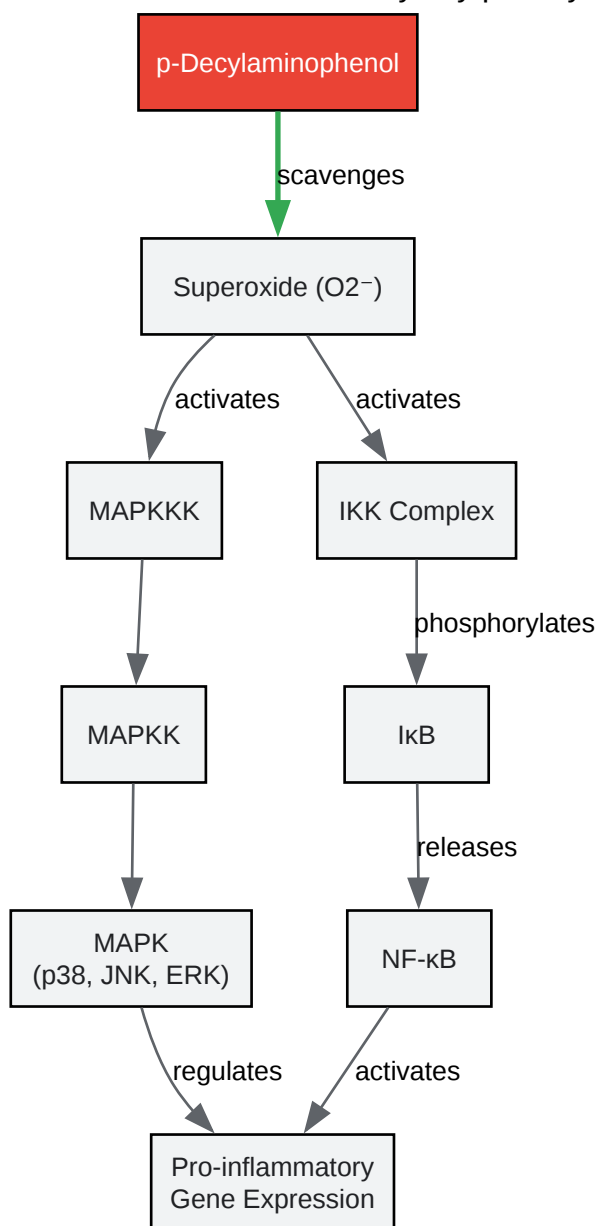 p-Decylaminophenol
scavenges
Superoxide (O2⁻)
activates
activates
MAPKKK
IKK Complex
phosphorylates
MAPKK
IκB
releases
MAPK
(p38, JNK, ERK)
NF-κB
regulates
activates
Pro-inflammatory
Gene Expression